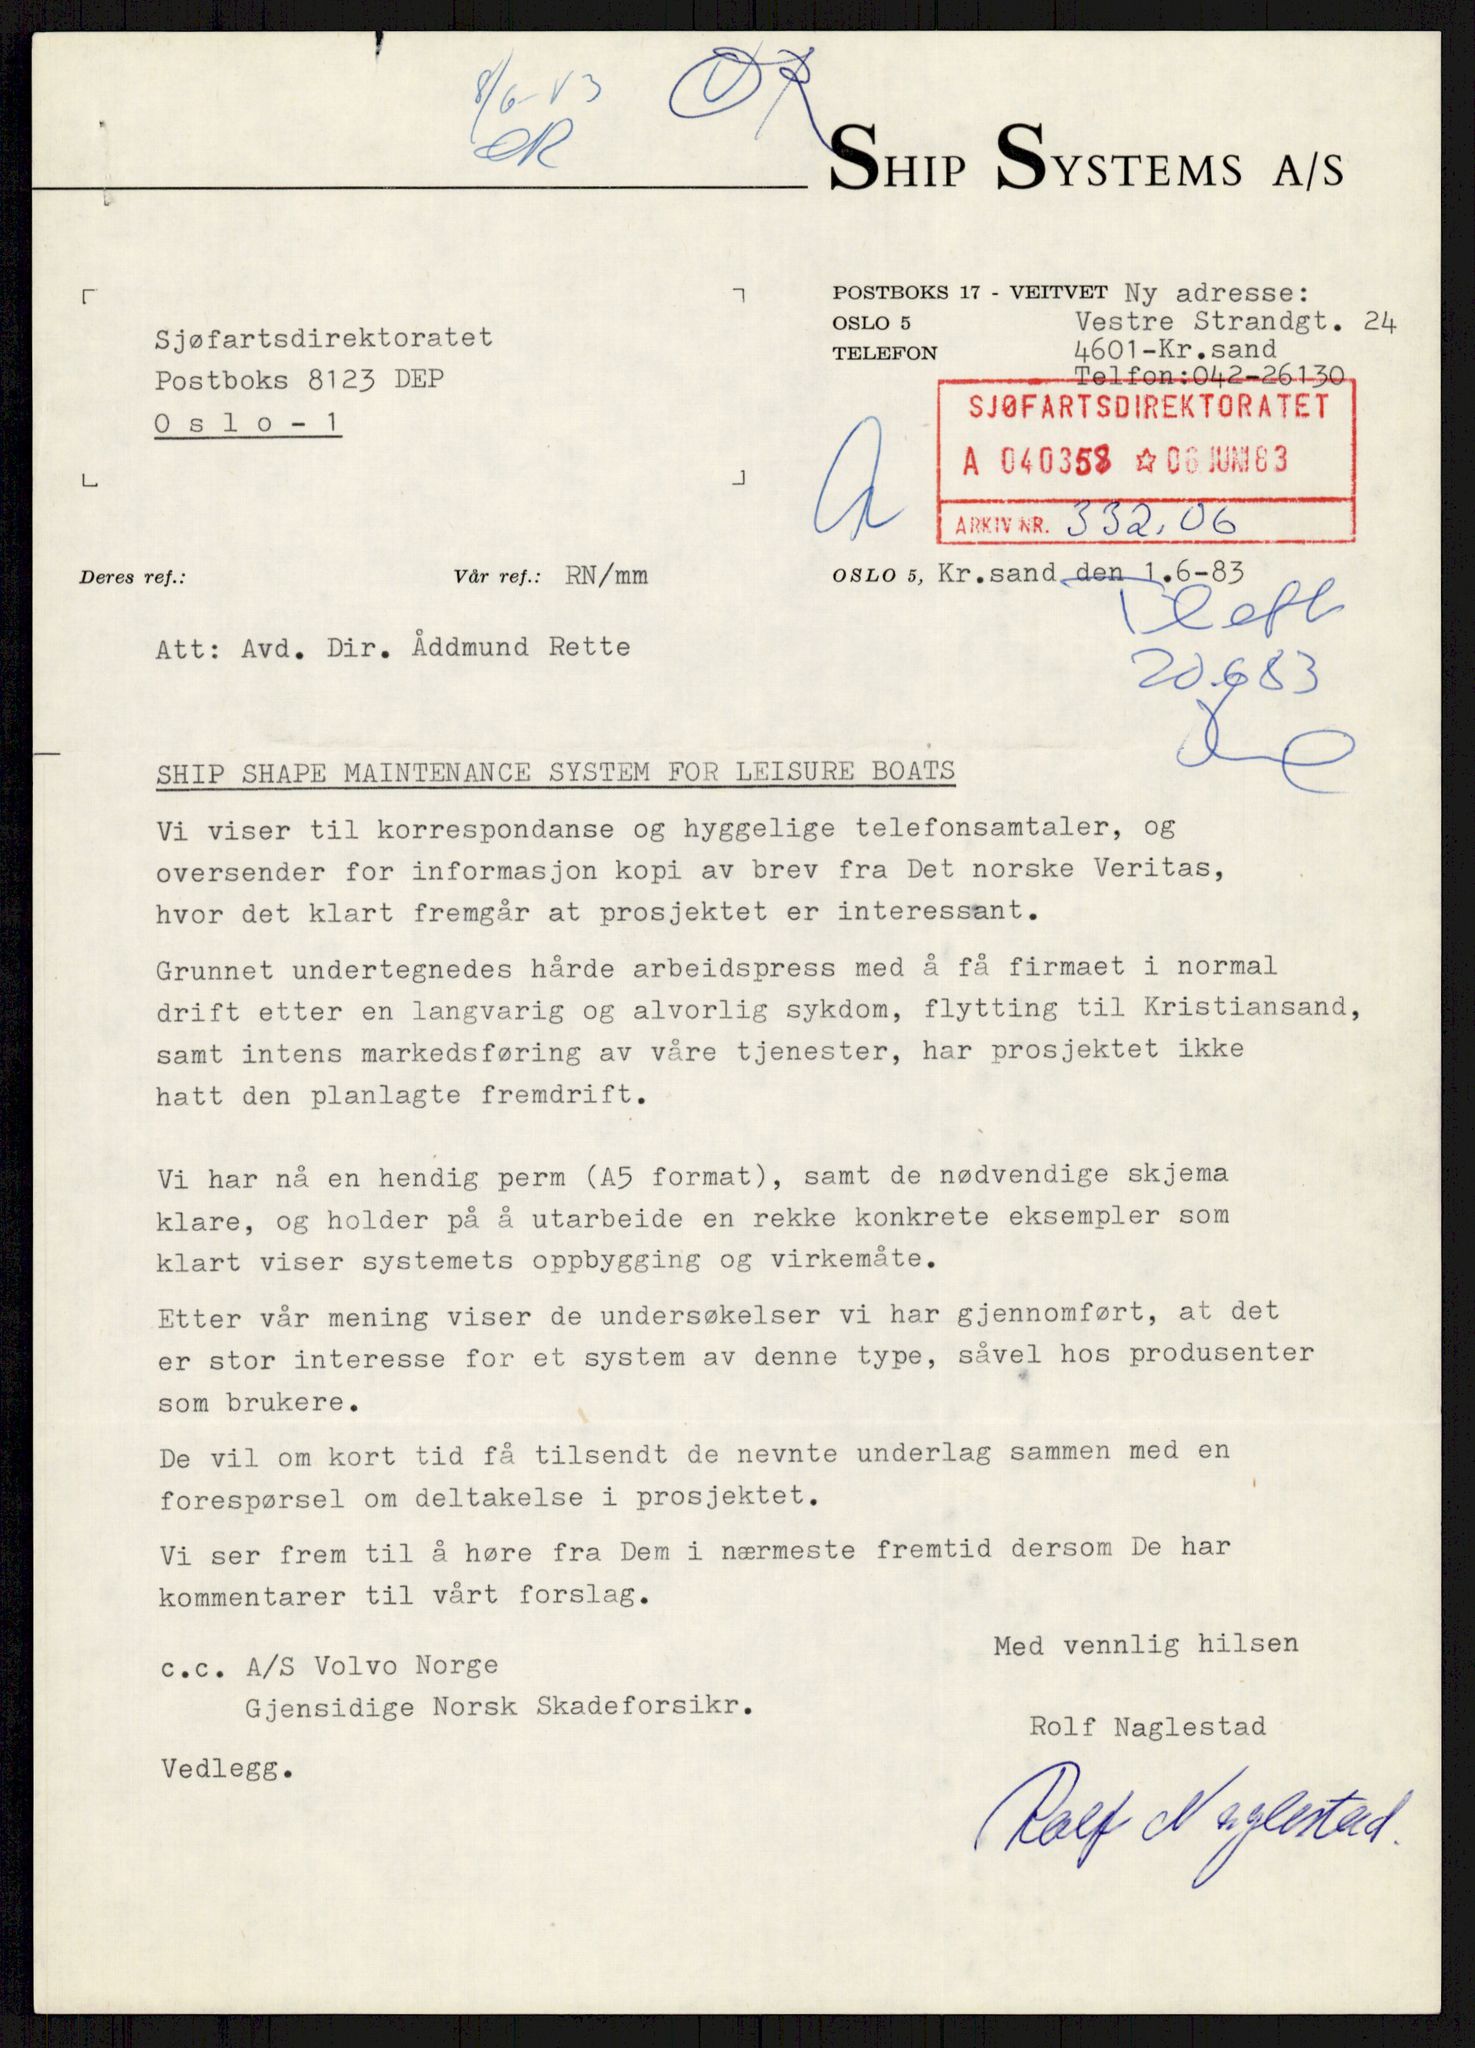 8/6-83
OR
SHIP SYSTEMS A/S
POSTBOKS 17 - VEITVET Ny adresse:
OSLO 5 Vestre Strandgt. 24
TELEFON 4601-Kr.sand
Telfon:042-26130
Sjøfartsdirektoratet
Postboks 8123 DEP
O s l o - 1
SJØFARTSDIREKTORATET
A 040358 ☆ 06 JUNI 83
ARKIV NR. 332.06
Deres ref.: Vår ref.: RN/mm OSLO 5, Kr.sand den 1.6-83
20.6 83
Att: Avd. Dir. Åddmund Rette
SHIP SHAPE MAINTENANCE SYSTEM FOR LEISURE BOATS
Vi viser til korrespondanse og hyggelige telefonsamtaler, og
oversender for informasjon kopi av brev fra Det norske Veritas,
hvor det klart fremgår at prosjektet er interessant.
Grunnet undertegnedes hårde arbeidspress med å få firmaet i normal
drift etter en langvarig og alvorlig sykdom, flytting til Kristiansand,
samt intens markedsføring av våre tjenester, har prosjektet ikke
hatt den planlagte fremdrift.
Vi har nå en hendig perm (A5 format), samt de nødvendige skjema
klare, og holder på å utarbeide en rekke konkrete eksempler som
klart viser systemets oppbygging og virkemåte.
Etter vår mening viser de undersøkelser vi har gjennomført, at det
er stor interesse for et system av denne type, såvel hos produsenter
som brukere.
De vil om kort tid få tilsendt de nevnte underlag sammen med en
forespørsel om deltakelse i prosjektet.
Vi ser frem til å høre fra Dem i nærmeste fremtid dersom De har
kommentarer til vårt forslag.
Med vennlig hilsen
c.c. A/S Volvo Norge
Gjensidige Norsk Skadeforsikr.
Rolf Naglestad
Vedlegg.
Rolf Naglestad.